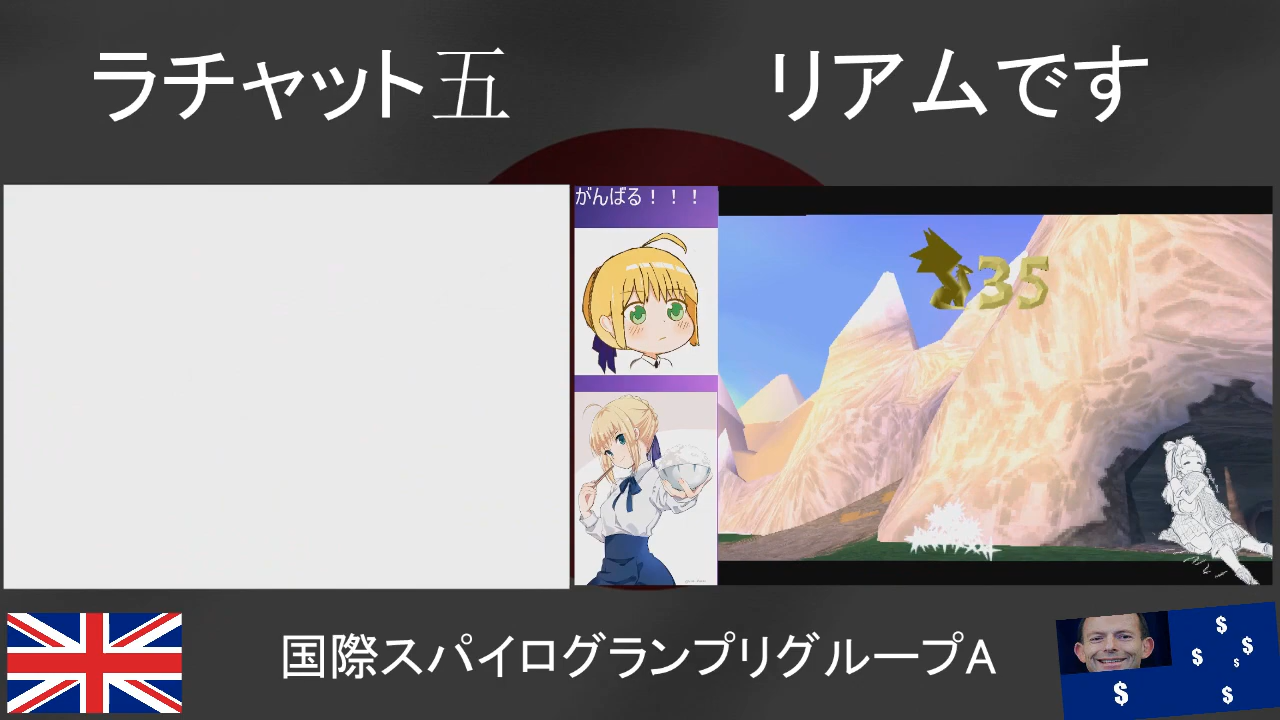 ラチャット五
リアムです
がんばる！！！
35
国際スパイログランプリグループA
$ $ $ $ $ $